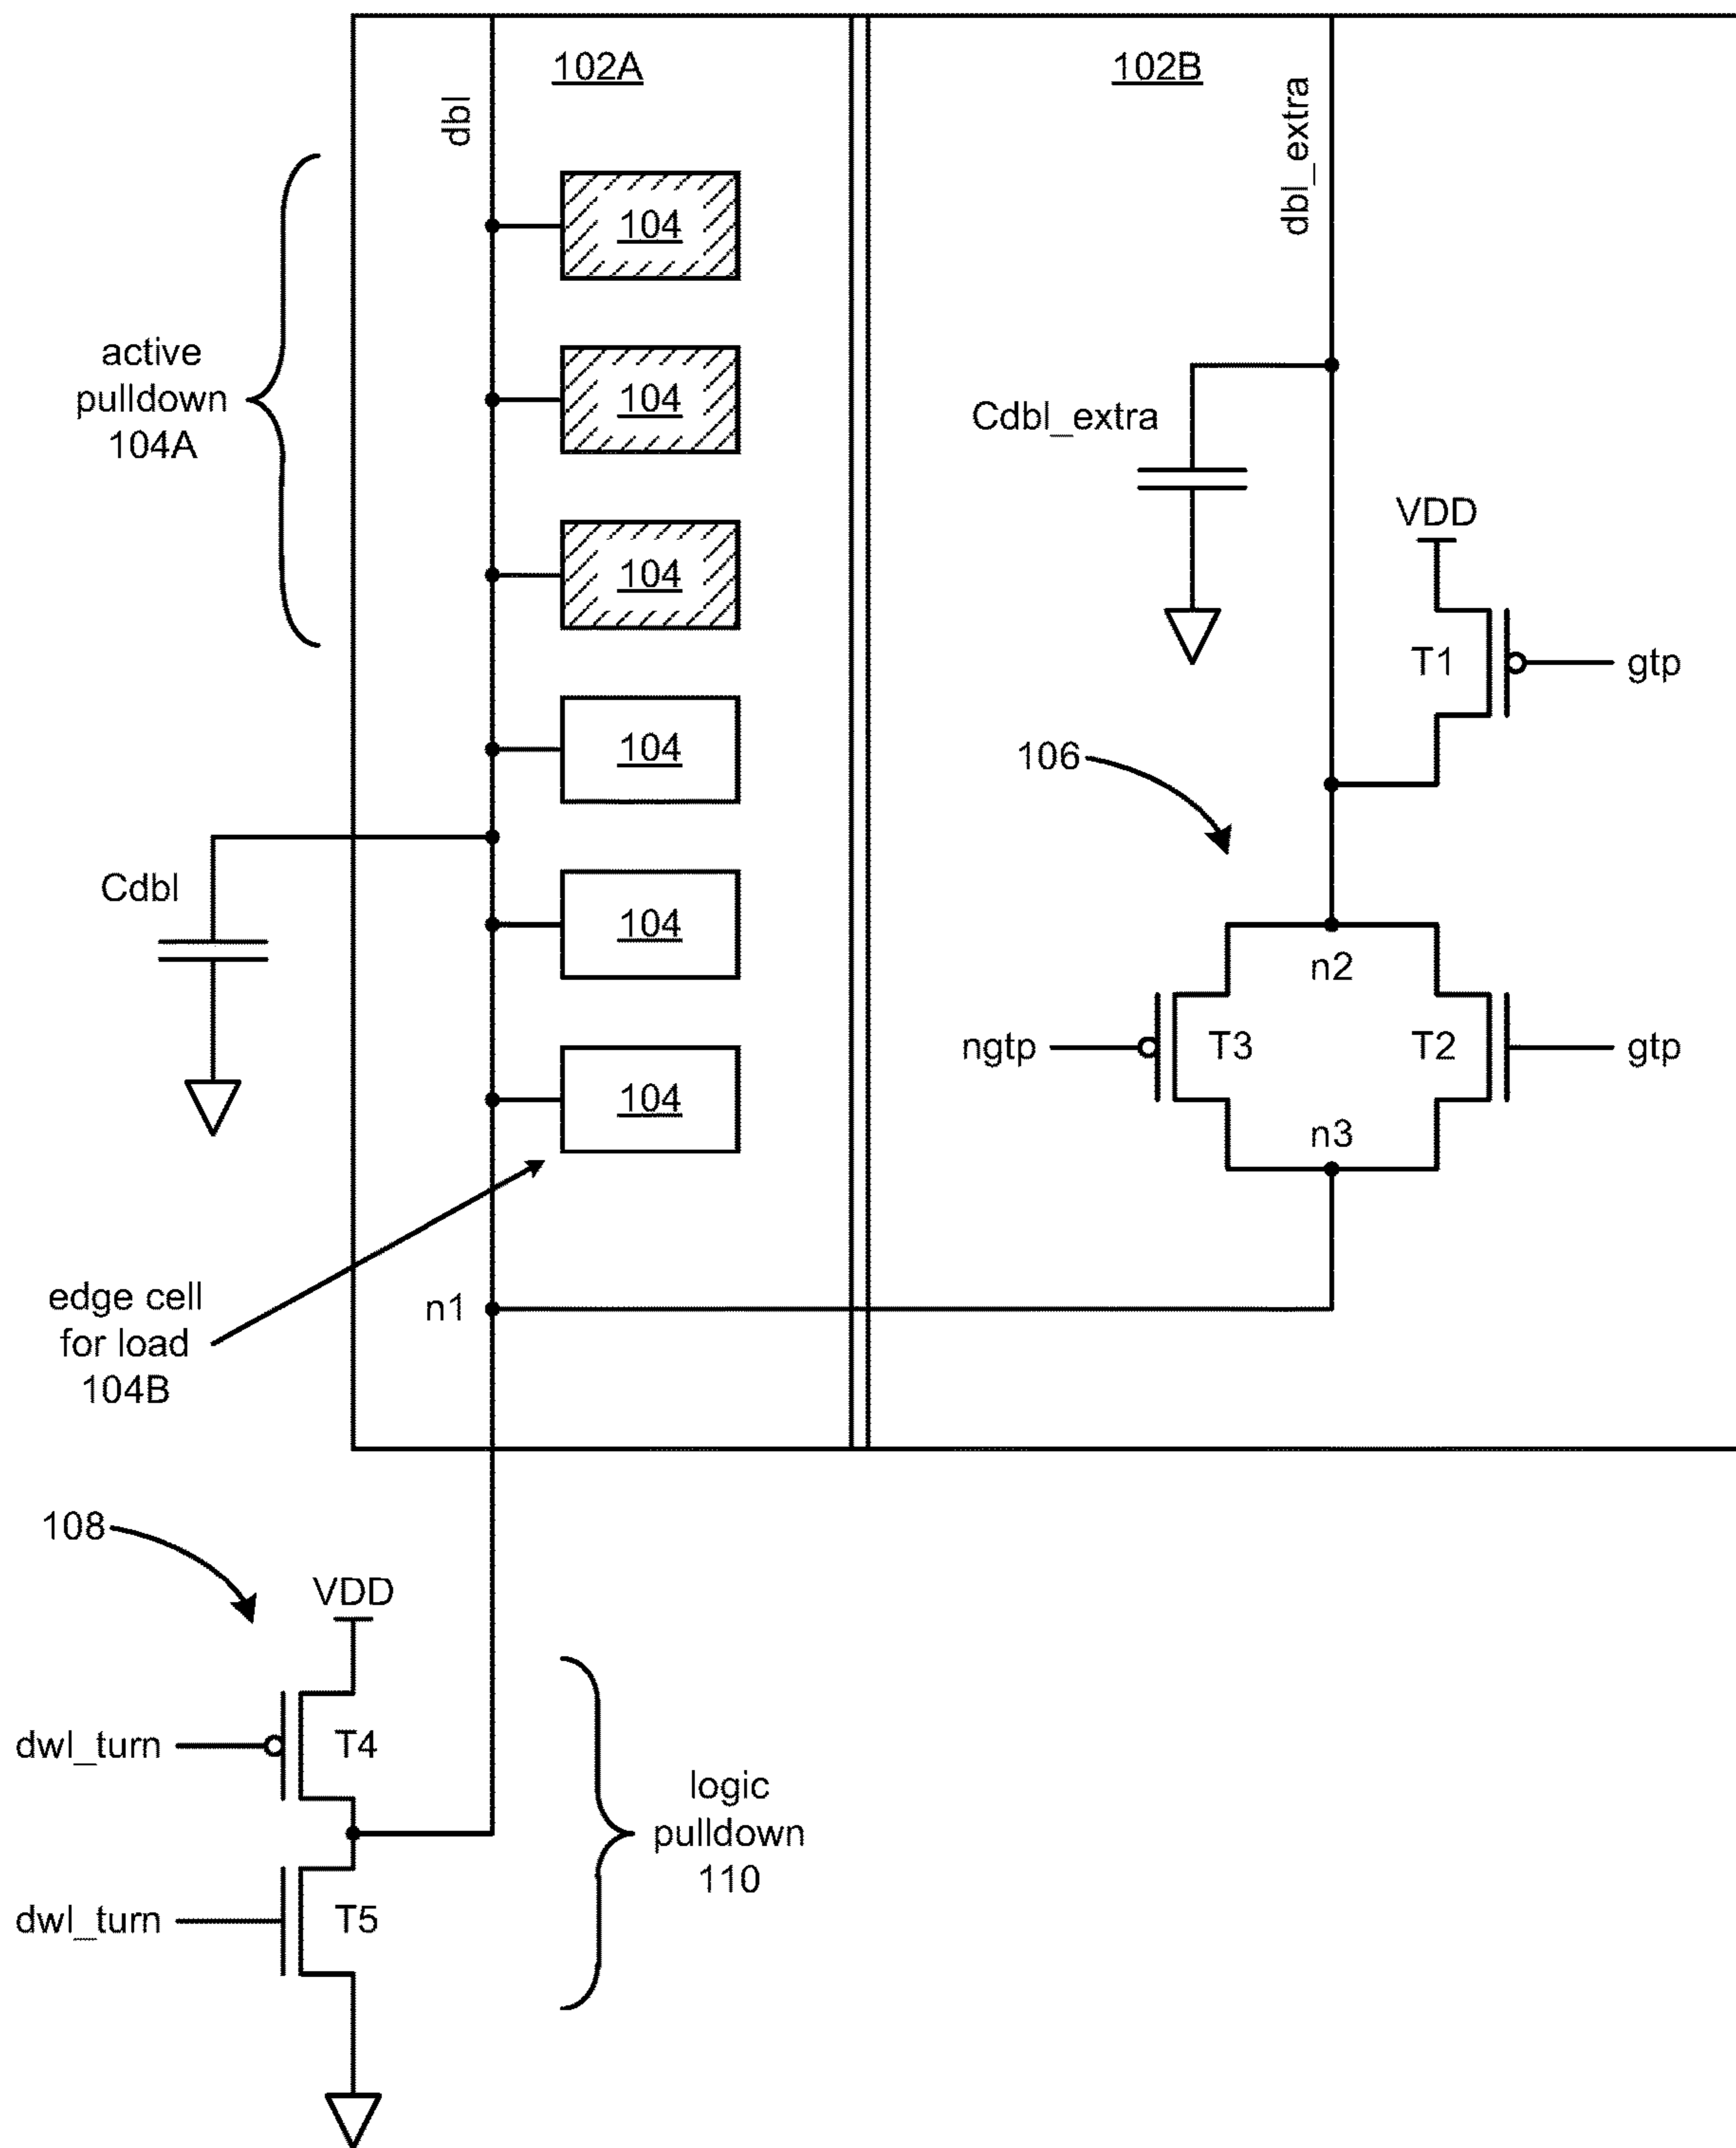 102A
102B
dbl
dbl_extra
104
active
pulldown
104A
104
Cdbl_extra
VDD
104
T1
gtp
104
106
Cdbl
104
n2
ngtp
T3
T2
gtp
104
n3
edge cell
for load
104B
n1
108
VDD
dwl_turn
T4
logic
pulldown
110
dwl_turn
T5